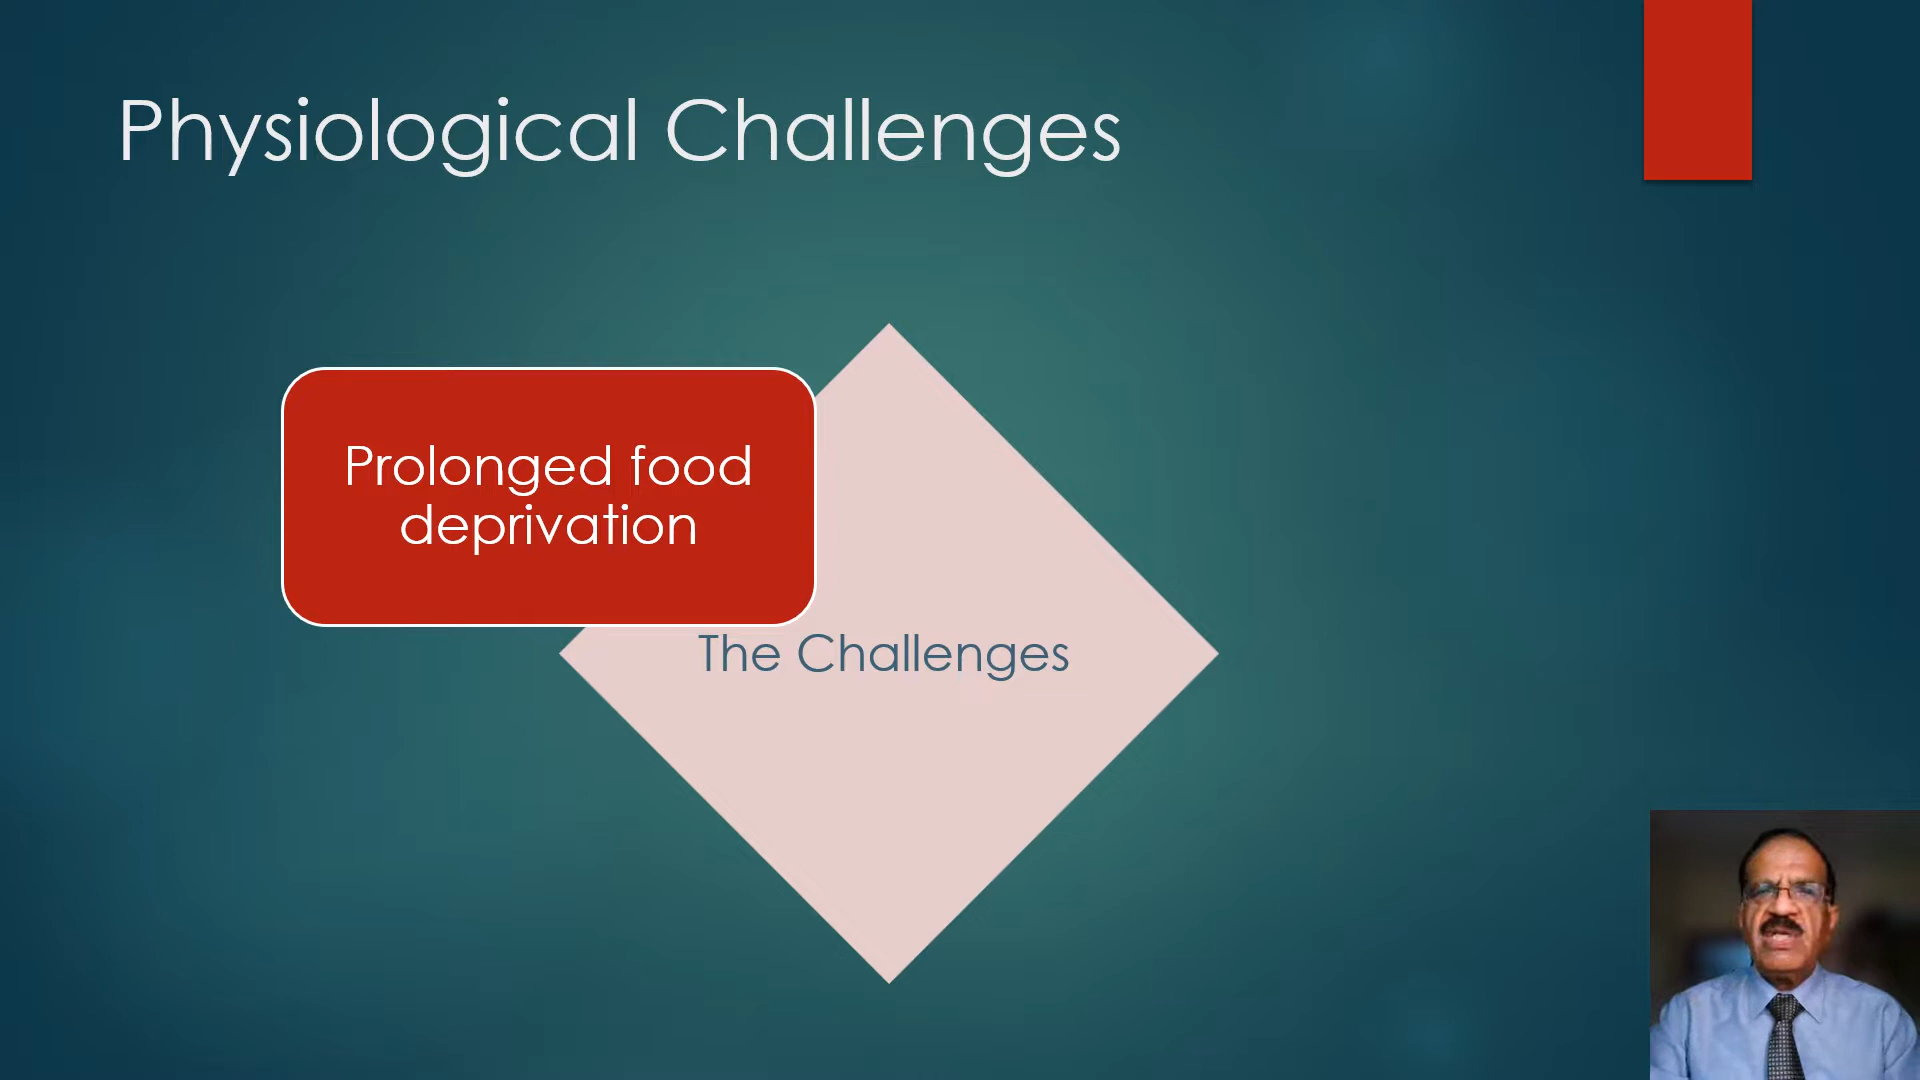 Physiological Challenges
Prolonged food
deprivation
The Challenges